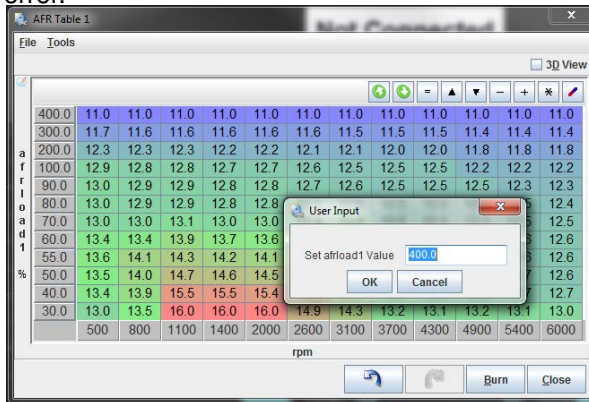 error.
Not Connected
AFR Table 1
File Tools
3D View
= ▲ ▼ - + *
400.0 11.0 11.0 11.0 11.0 11.0 11.0 11.0 11.0 11.0 11.0 11.0 11.0
300.0 11.7 11.6 11.6 11.6 11.6 11.6 11.5 11.5 11.5 11.4 11.4 11.4
200.0 12.3 12.3 12.3 12.2 12.2 12.1 12.1 12.0 12.0 11.8 11.8 11.8
100.0 12.9 12.8 12.8 12.7 12.7 12.6 12.5 12.5 12.5 12.2 12.2 12.2
90.0 13.0 12.9 12.9 12.8 12.8 12.7 12.6 12.5 12.5 12.5 12.3 12.3
80.0 13.0 12.9 12.9 12.8 12.8 12.4
70.0 13.0 13.0 13.1 13.0 13.0 12.5
60.0 13.4 13.4 13.9 13.7 13.6 12.6
55.0 13.6 14.1 14.3 14.2 14.1 12.6
50.0 13.5 14.0 14.7 14.6 14.5 12.6
40.0 13.4 13.9 15.5 15.5 15.4 12.7
30.0 13.0 13.5 16.0 16.0 16.0 14.9 14.3 13.2 13.1 13.2 13.1 13.0
500 800 1100 1400 2000 2600 3100 3700 4300 4900 5400 6000
afrload1 %
rpm
User Input
Set afrload1 Value 400.0
OK Cancel
Burn Close